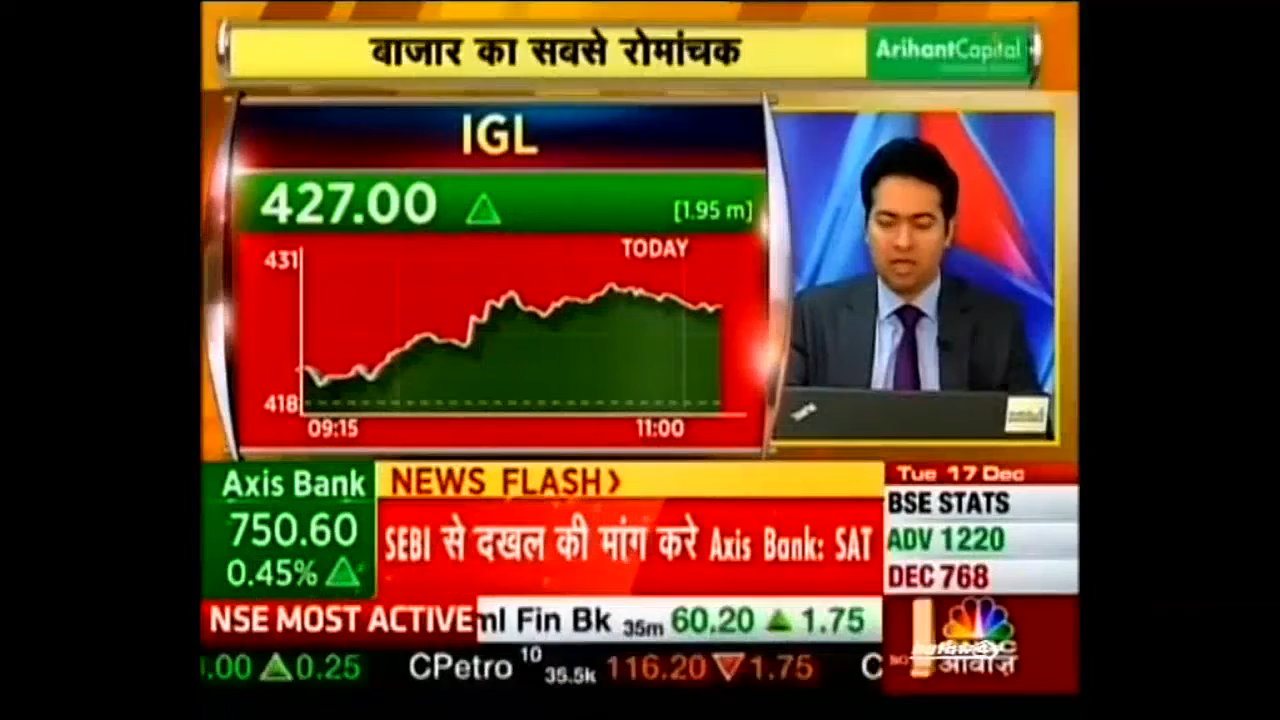 बाजार का सबसे रोमांचक
ArihantCapital
IGL
427.00
[1.95 m]
TODAY
431
418
09:15
11:00
Axis Bank
750.60
0.45%
NEWS FLASH
SEBI से दखल की मांग करे Axis Bank: SAT
Tue 17 Dec
BSE STATS
ADV 1220
DEC 768
NSE MOST ACTIVE
ml Fin Bk 35m 60.20 1.75
.00 0.25 CPetro 10 35.5k 116.20 1.75 C
आवाज़